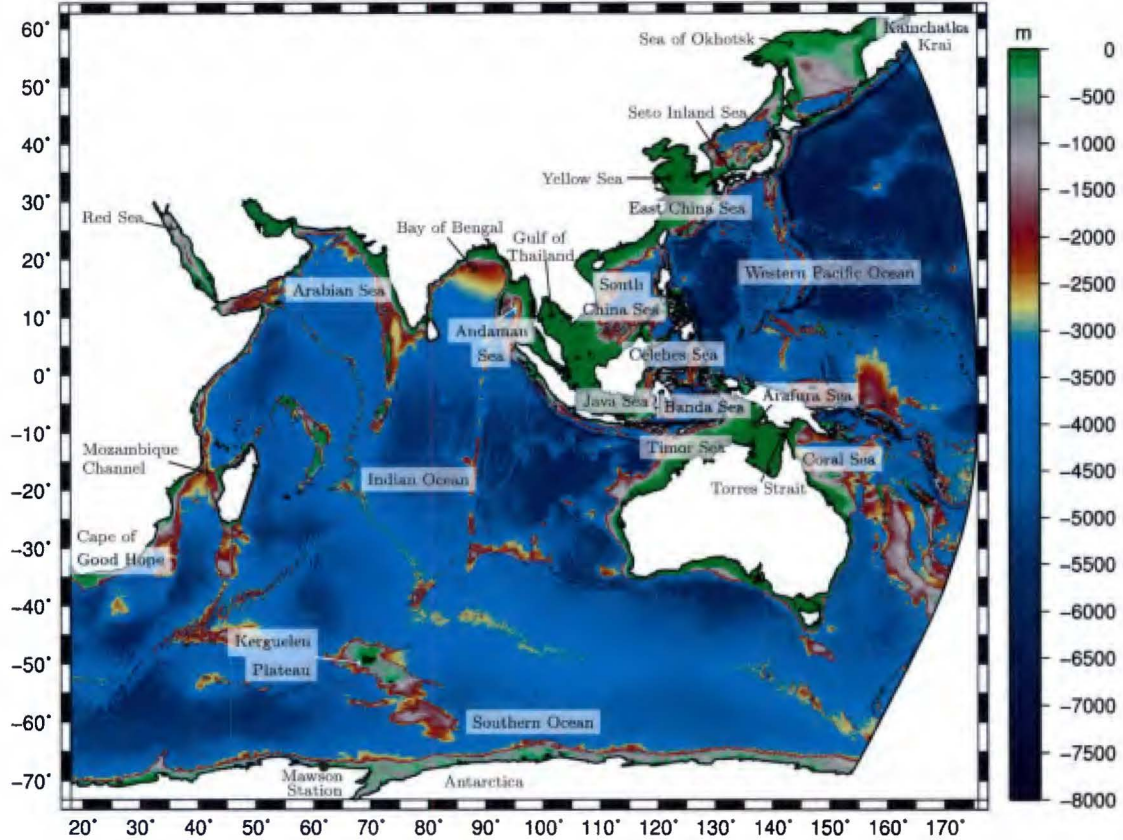 60°
50°
40°
30°
20°
10°
0°
−10°
−20°
−30°
−40°
−50°
−60°
−70°
Kamchatka
Krai
Sea of Okhotsk
Seto Inland Sea
Yellow Sea
East China Sea
Red Sea
Bay of Bengal
Gulf of
Thailand
Western Pacific Ocean
Arabian Sea
South
China Sea
Andaman
Sea
Celebes Sea
Java Sea
Banda Sea
Arafura Sea
Timor Sea
Coral Sea
Mozambique
Channel
Indian Ocean
Torres Strait
Cape of
Good Hope
Kerguelen
Plateau
Southern Ocean
Mawson
Station
Antarctica
20°
30°
40°
50°
60°
70°
80°
90°
100°
110°
120°
130°
140°
150°
160°
170°
m
0
−500
−1000
−1500
−2000
−2500
−3000
−3500
−4000
−4500
−5000
−5500
−6000
−6500
−7000
−7500
−8000